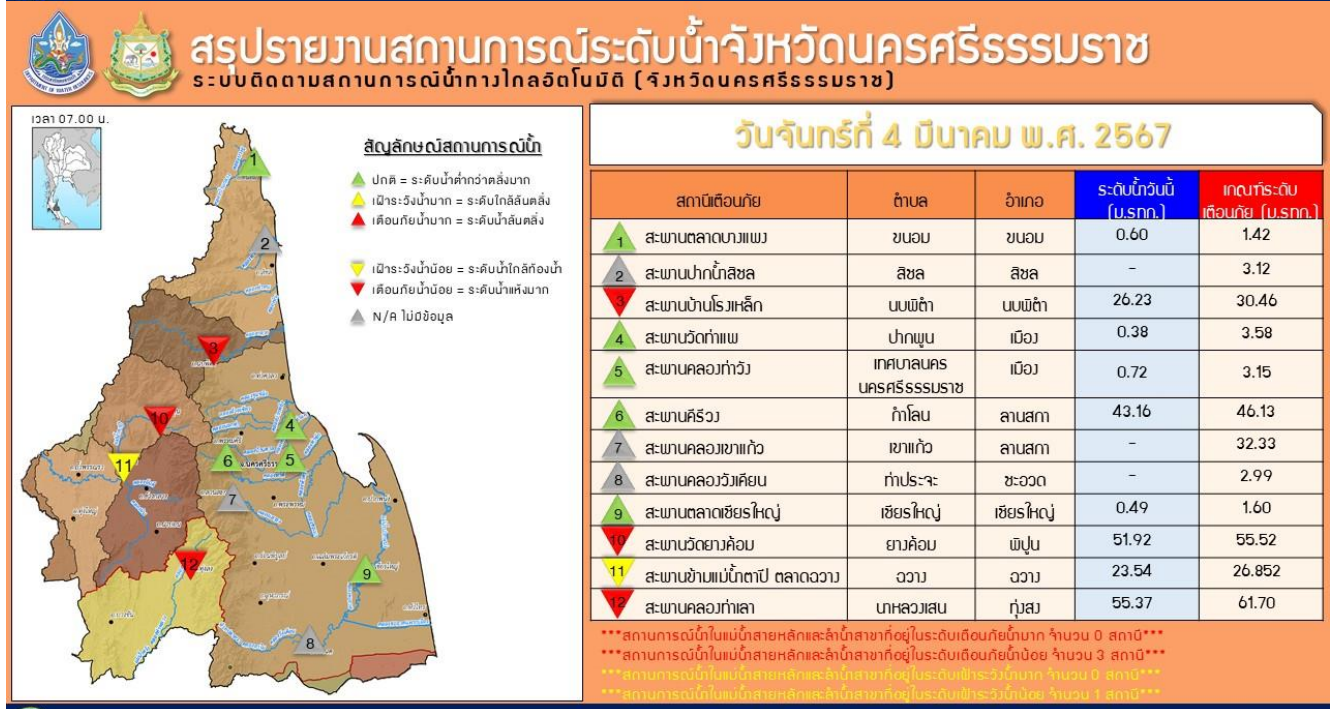 สรุปรายงานสถานการณ์ระดับน้ำจังหวัดนครศรีธรรมราช
ระบบติดตามสถานการณ์น้ำทางไกลอัตโนมัติ (จังหวัดนครศรีธรรมราช)
เวลา 07.00 น.
สัญลักษณ์สถานการณ์น้ำ
ปกติ = ระดับน้ำต่ำกว่าตลิ่งมาก
เฝ้าระวังน้ำมาก = ระดับใกล้ล้นตลิ่ง
เตือนภัยน้ำมาก = ระดับน้ำล้นตลิ่ง
เฝ้าระวังน้ำน้อย = ระดับน้ำใกล้ท้องน้ำ
เตือนภัยน้ำน้อย = ระดับน้ำแห้งมาก
N/A ไม่มีข้อมูล
1
2
3
10
4
11
6
5
7
12
9
8
วันจันทร์ที่ 4 มีนาคม พ.ศ. 2567
สถานีเตือนภัย ตำบล อำเภอ ระดับน้ำวันนี้ (ม.รทก.) เกณฑ์ระดับเตือนภัย (ม.รทก.)
1 สะพานตลาดบางแพง ขนอม ขนอม 0.60 1.42
2 สะพานปากน้ำสิชล สิชล สิชล - 3.12
3 สะพานบ้านโรงเหล็ก นบพิตำ นบพิตำ 26.23 30.46
4 สะพานวัดท่าแพ ปากพูน เมือง 0.38 3.58
5 สะพานคลองท่าวัง เทศบาลนครนครศรีธรรมราช เมือง 0.72 3.15
6 สะพานคีรีวง กำโลน ลานสกา 43.16 46.13
7 สะพานคลองเขาแก้ว เขาแก้ว ลานสกา - 32.33
8 สะพานคลองวังเคียน ท่าประจะ ชะอวด - 2.99
9 สะพานตลาดเชียรใหญ่ เชียรใหญ่ เชียรใหญ่ 0.49 1.60
10 สะพานวัดยางค้อม ยางค้อม พิปูน 51.92 55.52
11 สะพานข้ามแม่น้ำตาปี ตลาดฉวาง ฉวาง ฉวาง 23.54 26.852
12 สะพานคลองท่าเลา นาหลวงเสน ทุ่งสง 55.37 61.70
***สถานการณ์น้ำในแม่น้ำสายหลักและลำน้ำสาขาที่อยู่ในระดับเตือนภัยน้ำมาก จำนวน 0 สถานี***
***สถานการณ์น้ำในแม่น้ำสายหลักและลำน้ำสาขาที่อยู่ในระดับเตือนภัยน้ำน้อย จำนวน 3 สถานี***
***สถานการณ์น้ำในแม่น้ำสายหลักและลำน้ำสาขาที่อยู่ในระดับเฝ้าระวังน้ำมาก จำนวน 0 สถานี***
***สถานการณ์น้ำในแม่น้ำสายหลักและลำน้ำสาขาที่อยู่ในระดับเฝ้าระวังน้ำน้อย จำนวน 1 สถานี***